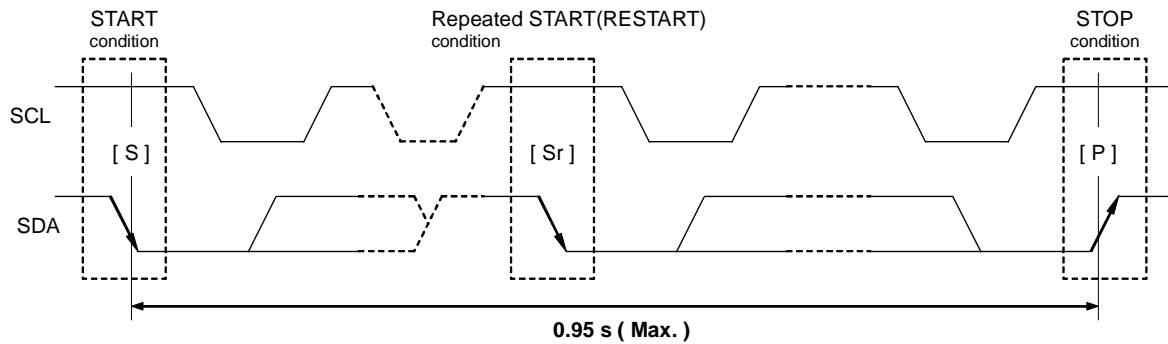 START
condition
Repeated START(RESTART)
condition
STOP
condition
SCL
[ S ]
[ Sr ]
[ P ]
SDA
0.95 s ( Max. )